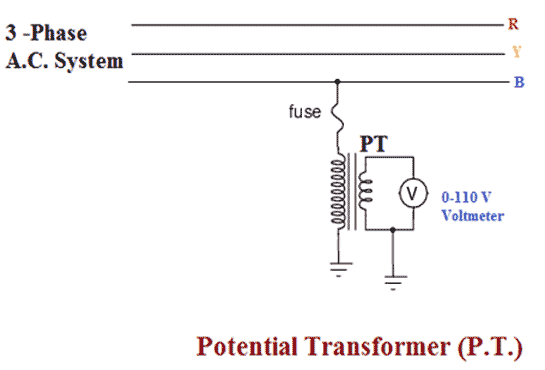 3 -Phase
A.C. System
R
Y
B
fuse
PT
V
0-110 V
Voltmeter
Potential Transformer (P.T.)